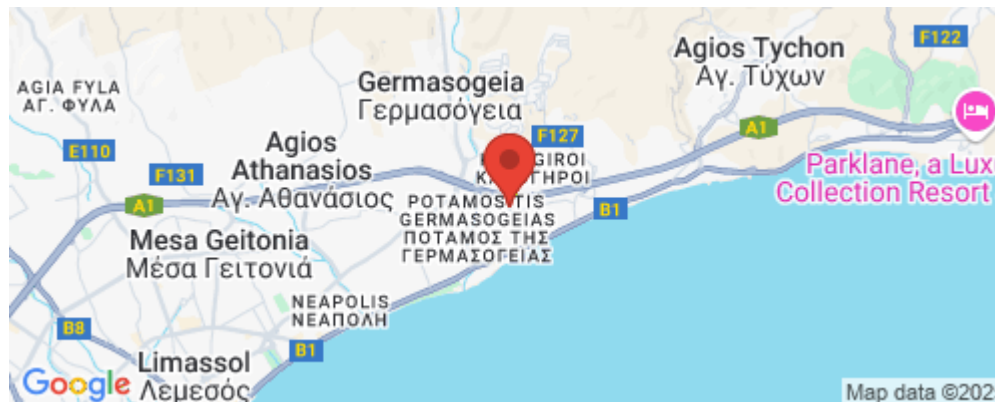 AGIA FYLA
ΑΓ. ΦΥΛΑ
E110
F131
A1
Agios
Athanasios
Αγ. Αθανάσιος
Germasogeia
Γερμασόγεια
Agios Tychon
Αγ. Τύχων
F122
A1
F127
GIROI
POTAMOS
TIS
GERMASOGEIAS
ΠΟΤΑΜΟΣ ΤΗΣ
ΓΕΡΜΑΣΟΓΕΙΑΣ
B1
Parklane, a Lux
Collection Resort
Mesa Geitonia
Μέσα Γειτονιά
NEAPOLIS
ΝΕΑΠΟΛΗ
B8
B1
Limassol
Λεμεσός
Google
Map data ©202